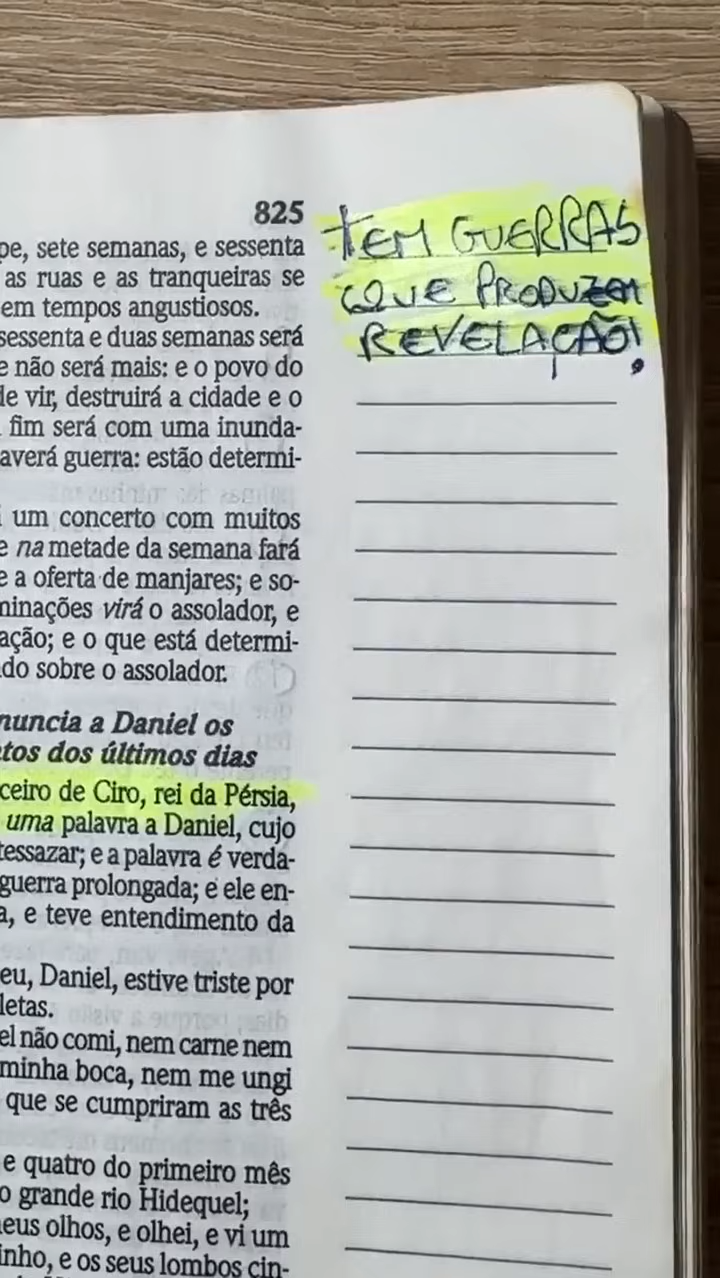 825
TEM GUERRAS
QUE PRODUZEM
REVELAÇÃO!
pe, sete semanas, e sessenta
as ruas e as tranqueiras se
em tempos angustiosos.
sessenta e duas semanas será
e não será mais: e o povo do
de vir, destruirá a cidade e o
fim será com uma inunda-
averá guerra: estão determi-
um concerto com muitos
e na metade da semana fará
e a oferta de manjares; e so-
minações virá o assolador, e
ação; e o que está determi-
do sobre o assolador.
nuncia a Daniel os
tos dos últimos dias
ceiro de Ciro, rei da Pérsia,
uma palavra a Daniel, cujo
tessazar; e a palavra é verda-
guerra prolongada; e ele en-
a, e teve entendimento da
eu, Daniel, estive triste por
letas.
el não comi, nem carne nem
minha boca, nem me ungi
que se cumpriram as três
e quatro do primeiro mês
o grande rio Hidequel;
eus olhos, e olhei, e vi um
inho, e os seus lombos cin-